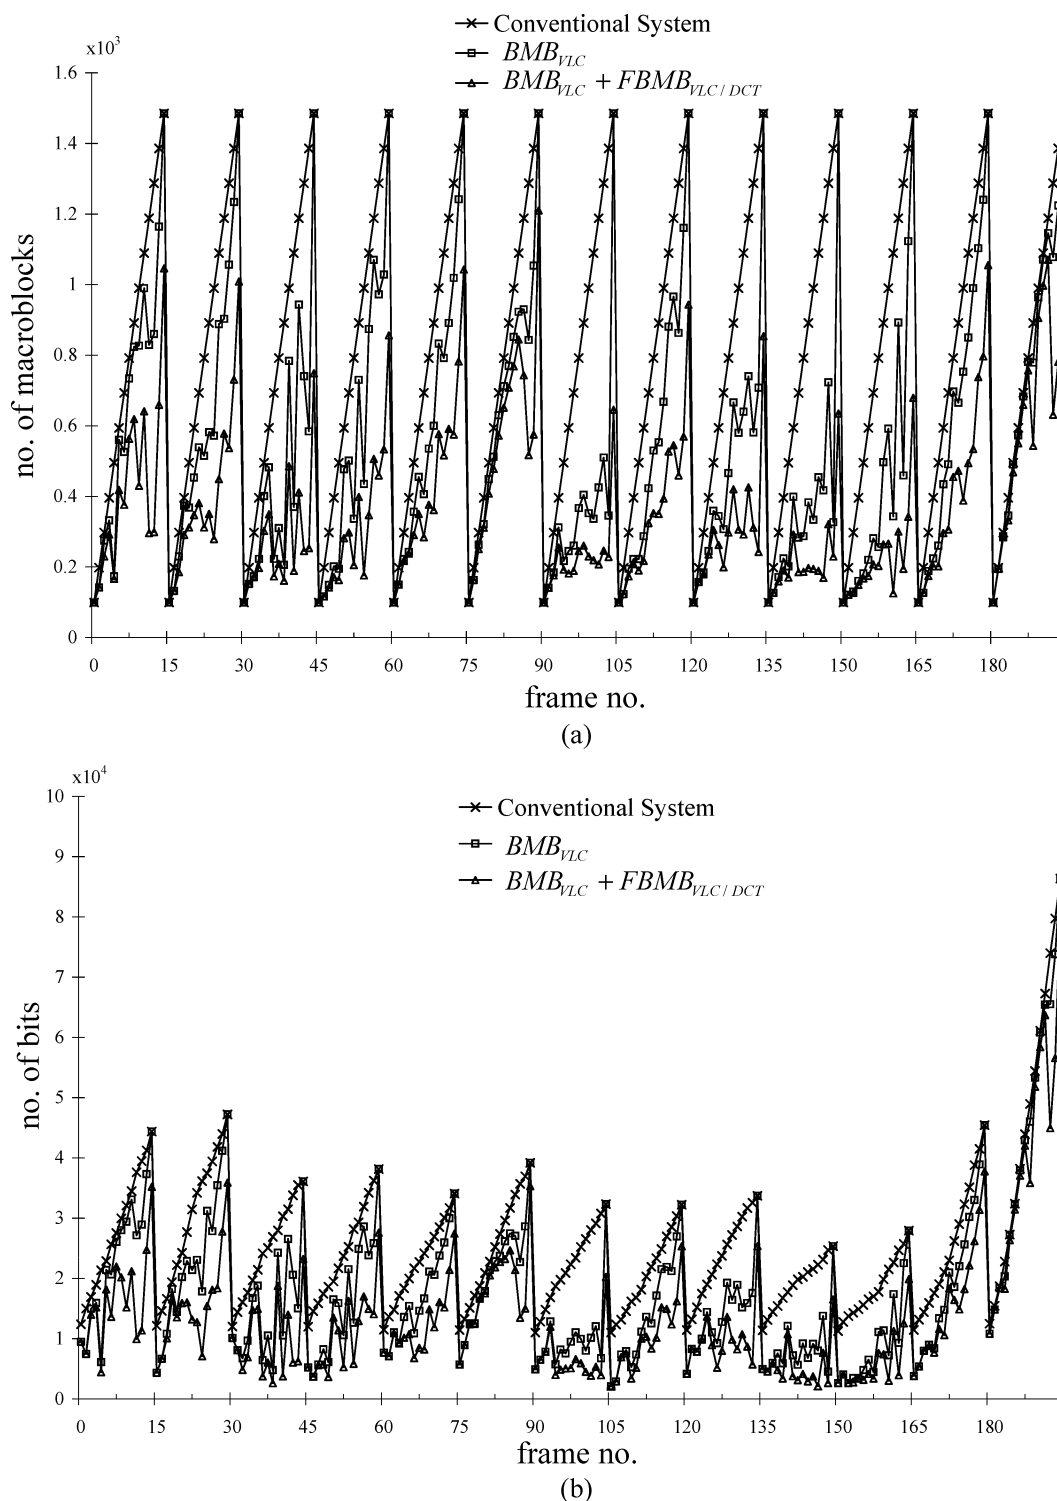 Conventional System
BMB_VLC
BMB_VLC + FBMB_VLC / DCT
x10^3
1.6
1.4
1.2
1
0.8
0.6
0.4
0.2
0
no. of macroblocks
0 15 30 45 60 75 90 105 120 135 150 165 180
frame no.
(a)
x10^4
10
9
8
7
6
5
4
3
2
1
0
no. of bits
Conventional System
BMB_VLC
BMB_VLC + FBMB_VLC / DCT
0 15 30 45 60 75 90 105 120 135 150 165 180
frame no.
(b)